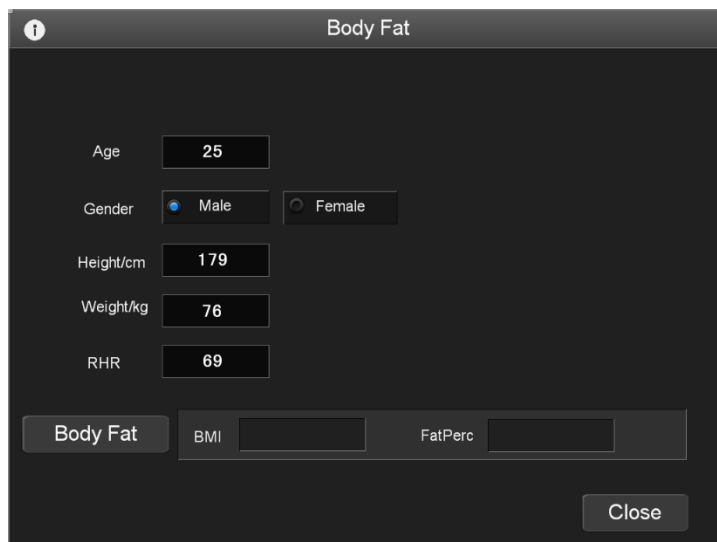 Body Fat
Age 25
Gender Male Female
Height/cm 179
Weight/kg 76
RHR 69
Body Fat BMI FatPerc
Close